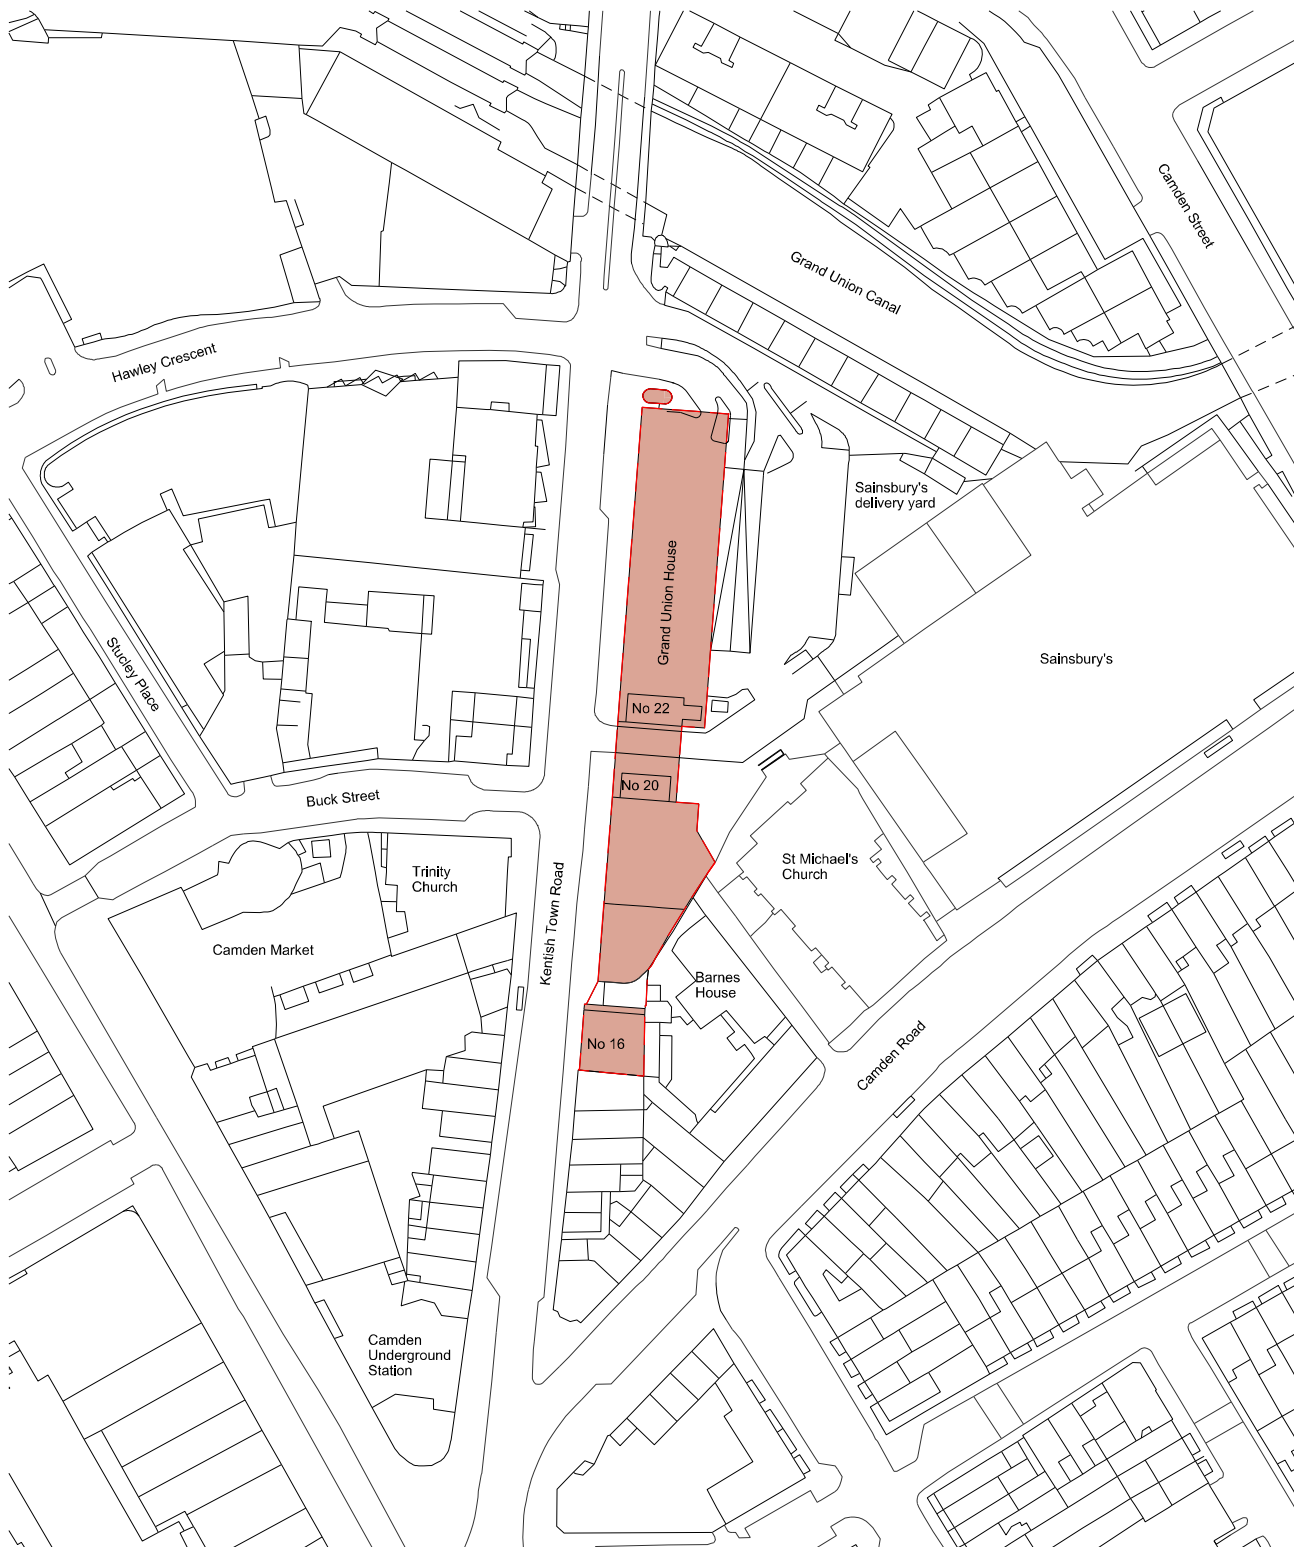 Camden Street
Grand Union Canal
Hawley Crescent
Sainsbury's
delivery yard
Grand Union House
Stucley Place
Sainsbury's
No 22
No 20
Buck Street
Trinity
Church
St Michael's
Church
Kentish Town Road
Camden Market
Barnes
House
No 16
Camden Road
Camden
Underground
Station